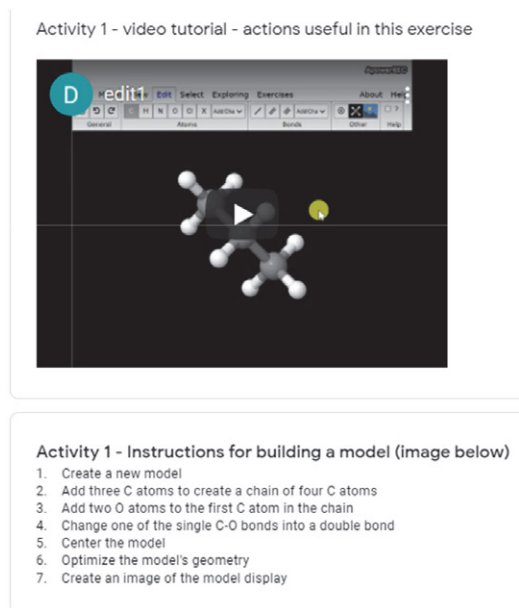 Activity 1 - video tutorial - actions useful in this exercise
D edit1
Edit Select Exploring Exercises About
C H N O X
General Atoms Bonds Other Help
Activity 1 - Instructions for building a model (image below)
1. Create a new model
2. Add three C atoms to create a chain of four C atoms
3. Add two O atoms to the first C atom in the chain
4. Change one of the single C-O bonds into a double bond
5. Center the model
6. Optimize the model's geometry
7. Create an image of the model display